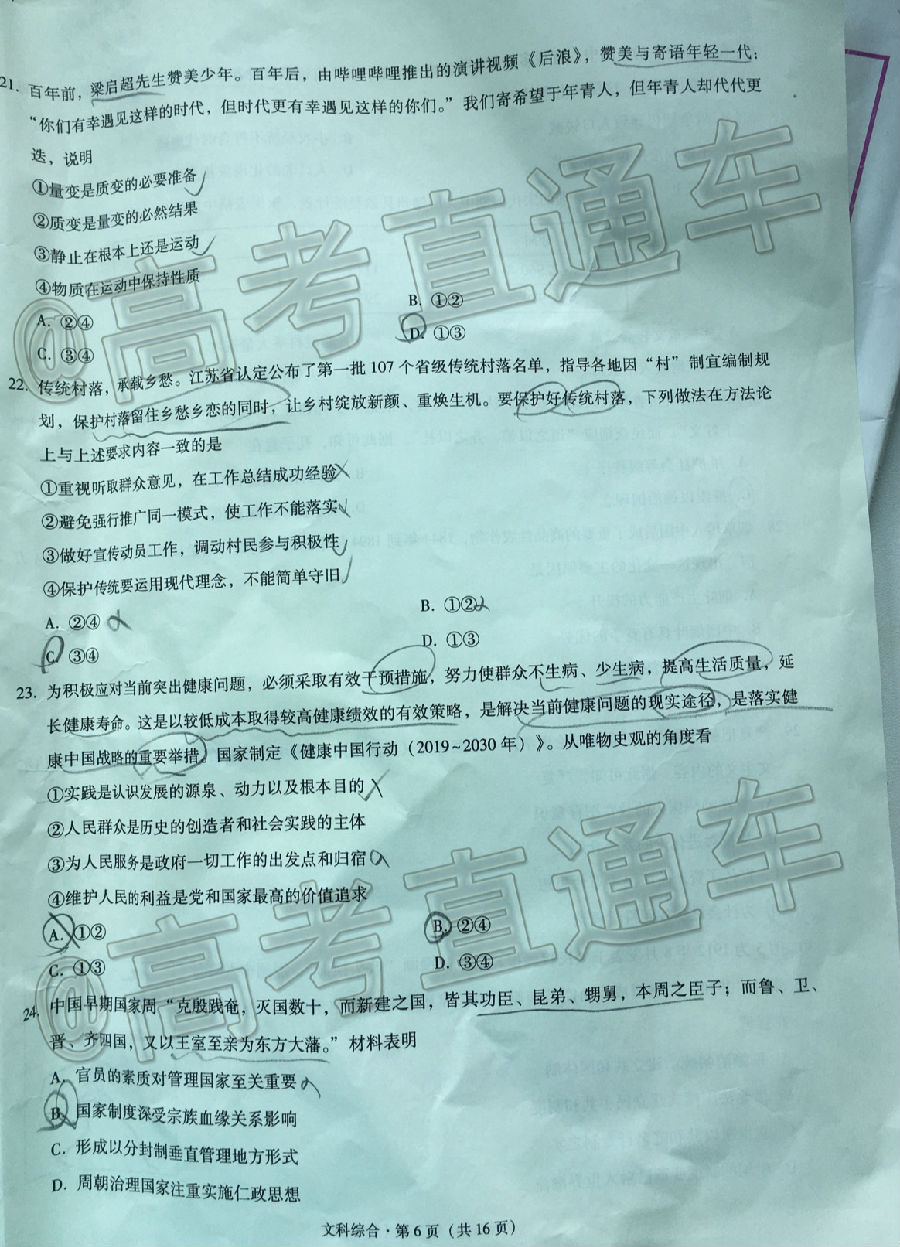 21. 百年前，梁启超先生赞美少年。百年后，由哔哩哔哩推出的演讲视频《后浪》，赞美与寄语年轻一代：
“你们有幸遇见这样的时代，但时代更有幸遇见这样的你们。”我们寄希望于年青人，但年青人却代代更
迭，说明
①量变是质变的必要准备
②质变是量变的必然结果
③静止在根本上还是运动
④物质在运动中保持性质
A. ②④ B. ①②
C. ③④ D. ①③
22. 传统村落，承载乡愁。江苏省认定公布了第一批107个省级传统村落名单，指导各地因“村”制宜编制规
划，保护村落留住乡愁乡恋的同时，让乡村绽放新颜、重焕生机。要保护好传统村落，下列做法在方法论
上与上述要求内容一致的是
①重视听取群众意见，在工作总结成功经验
②避免强行推广同一模式，使工作不能落实
③做好宣传动员工作，调动村民参与积极性
④保护传统要运用现代理念，不能简单守旧
A. ②④ B. ①②
C. ③④ D. ①③
23. 为积极应对当前突出健康问题，必须采取有效干预措施，努力使群众不生病、少生病，提高生活质量，延
长健康寿命。这是以较低成本取得较高健康绩效的有效策略，是解决当前健康问题的现实途径，是落实健
康中国战略的重要举措，国家制定《健康中国行动（2019~2030年）》。从唯物史观的角度看
①实践是认识发展的源泉、动力以及根本目的
②人民群众是历史的创造者和社会实践的主体
③为人民服务是政府一切工作的出发点和归宿
④维护人民的利益是党和国家最高的价值追求
A. ①② B. ②④
C. ①③ D. ③④
24. 中国早期国家周“克殷践奄，灭国数十，而新建之国，皆其功臣、昆弟、甥舅，本周之臣子；而鲁、卫、
晋、齐四国，又以王室至亲为东方大藩。”材料表明
A. 官员的素质对管理国家至关重要
B. 国家制度深受宗族血缘关系影响
C. 形成以分封制垂直管理地方形式
D. 周朝治理国家注重实施仁政思想
文科综合·第6页（共16页）
@高考直通车
@高考直通车